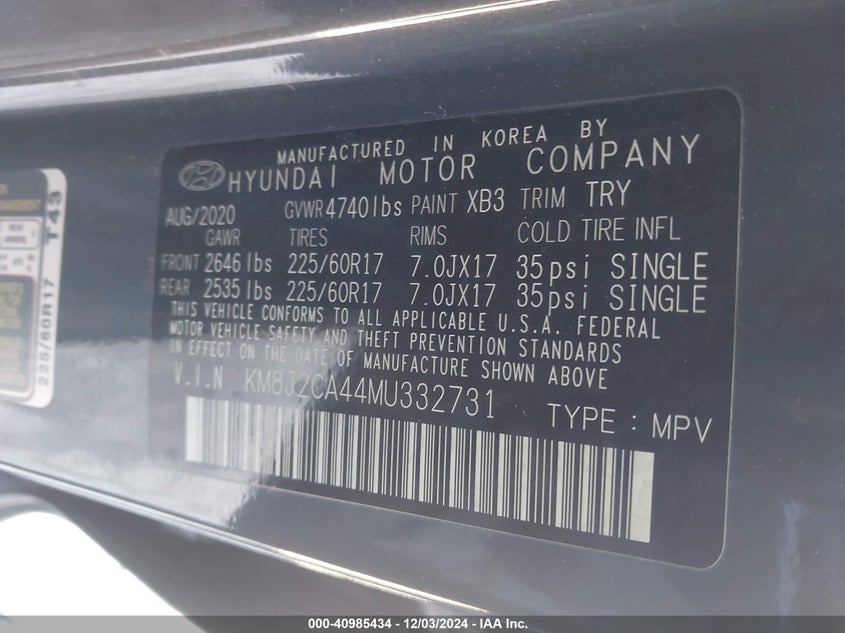 MANUFACTURED IN KOREA BY
HYUNDAI MOTOR COMPANY
AUG/2020 GVWR 4740lbs PAINT XB3 TRIM TRY
GAWR TIRES RIMS COLD TIRE INFL
FRONT 2646 lbs 225/60R17 7.0JX17 35psi SINGLE
REAR 2535 lbs 225/60R17 7.0JX17 35psi SINGLE
THIS VEHICLE CONFORMS TO ALL APPLICABLE U.S.A. FEDERAL
MOTOR VEHICLE SAFETY AND THEFT PREVENTION STANDARDS
IN EFFECT ON THE DATE OF MANUFACTURE SHOWN ABOVE
V.I.N KM8J2CA44MU332731
TYPE : MPV
225/60R17 T43
000-40985434 - 12/03/2024 - IAA Inc.